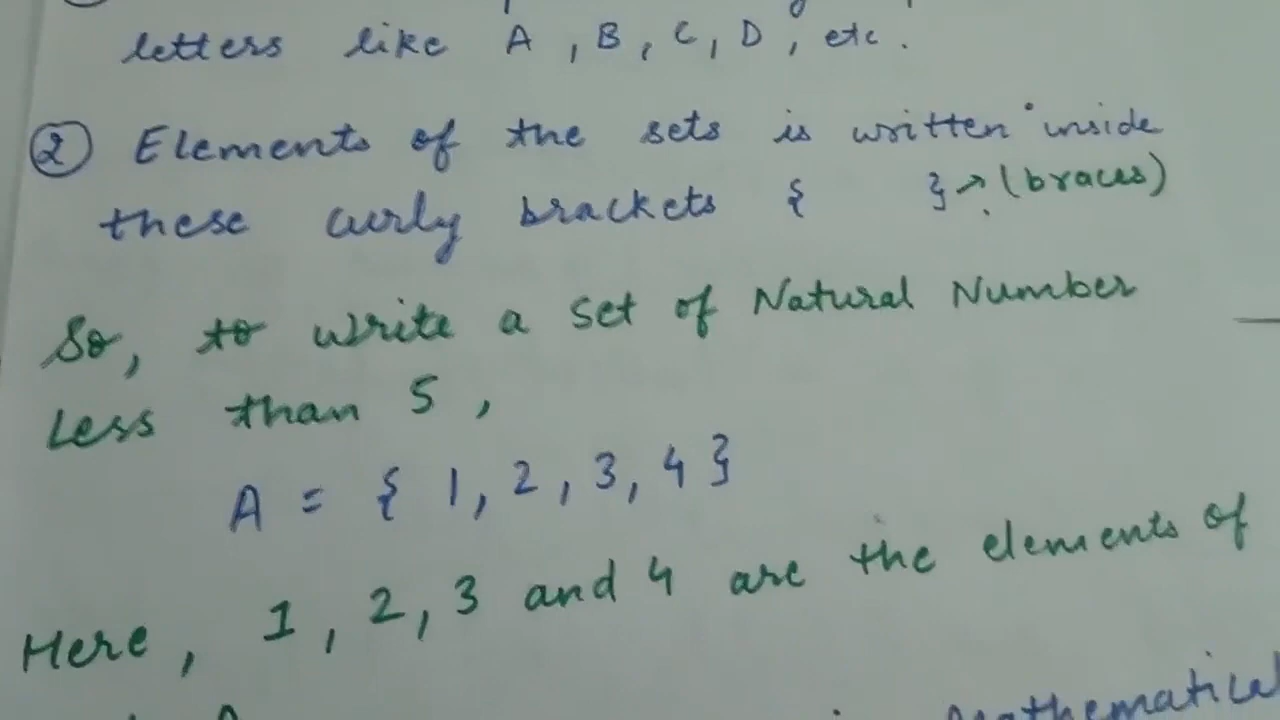 letters like A, B, C, D, etc.
② Elements of the sets is written inside
these curly brackets { } → (braces)
So, to write a set of Natural Number
Less than 5,
A = { 1, 2, 3, 4 }
Here, 1, 2, 3 and 4 are the elements of
Mathematical